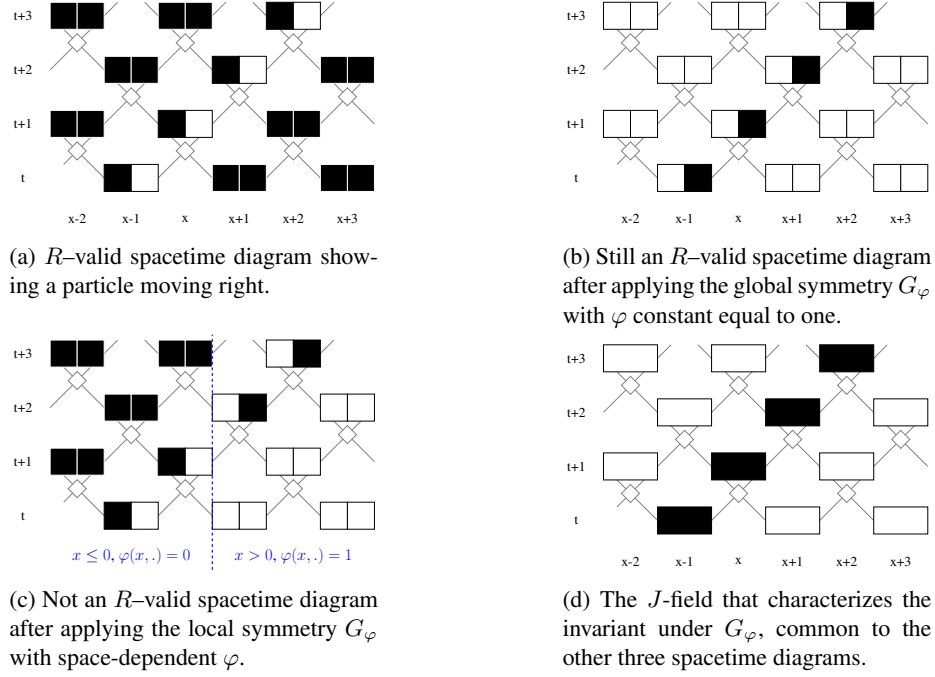 t+3
t+2
t+1
t
x-2 x-1 x x+1 x+2 x+3
(a) R–valid spacetime diagram show-
ing a particle moving right.
t+3
t+2
t+1
t
x-2 x-1 x x+1 x+2 x+3
(b) Still an R–valid spacetime diagram
after applying the global symmetry Gφ
with φ constant equal to one.
t+3
t+2
t+1
t
x ≤ 0, φ(x, .) = 0 x > 0, φ(x, .) = 1
(c) Not an R–valid spacetime diagram
after applying the local symmetry Gφ
with space-dependent φ.
t+3
t+2
t+1
t
x-2 x-1 x x+1 x+2 x+3
(d) The J-field that characterizes the
invariant under Gφ, common to the
other three spacetime diagrams.